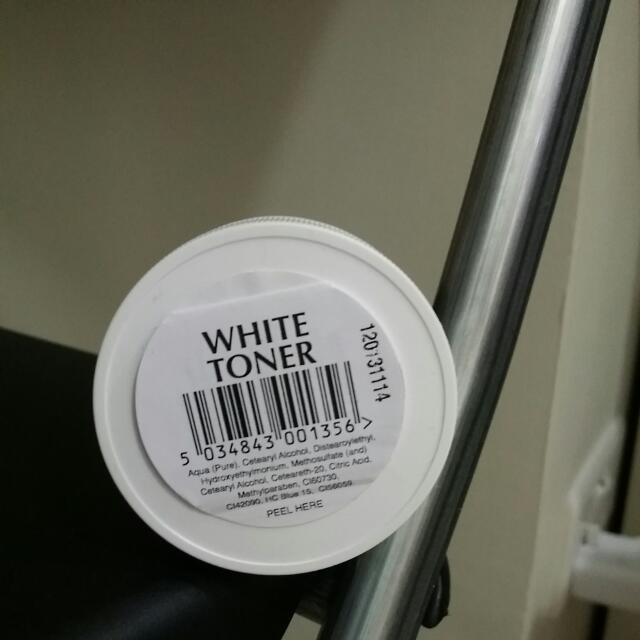 WHITE
TONER
120131114
5 034843 001356 >
Aqua (Pure), Cetearyl Alcohol, Distearoylethyl,
Hydroxyethylmonium, Methosulfate (and)
Cetearyl Alcohol, Ceteareth-20, Citric Acid,
Methylparaben, CI60730,
CI42090, HC Blue 15, CI56059
PEEL HERE